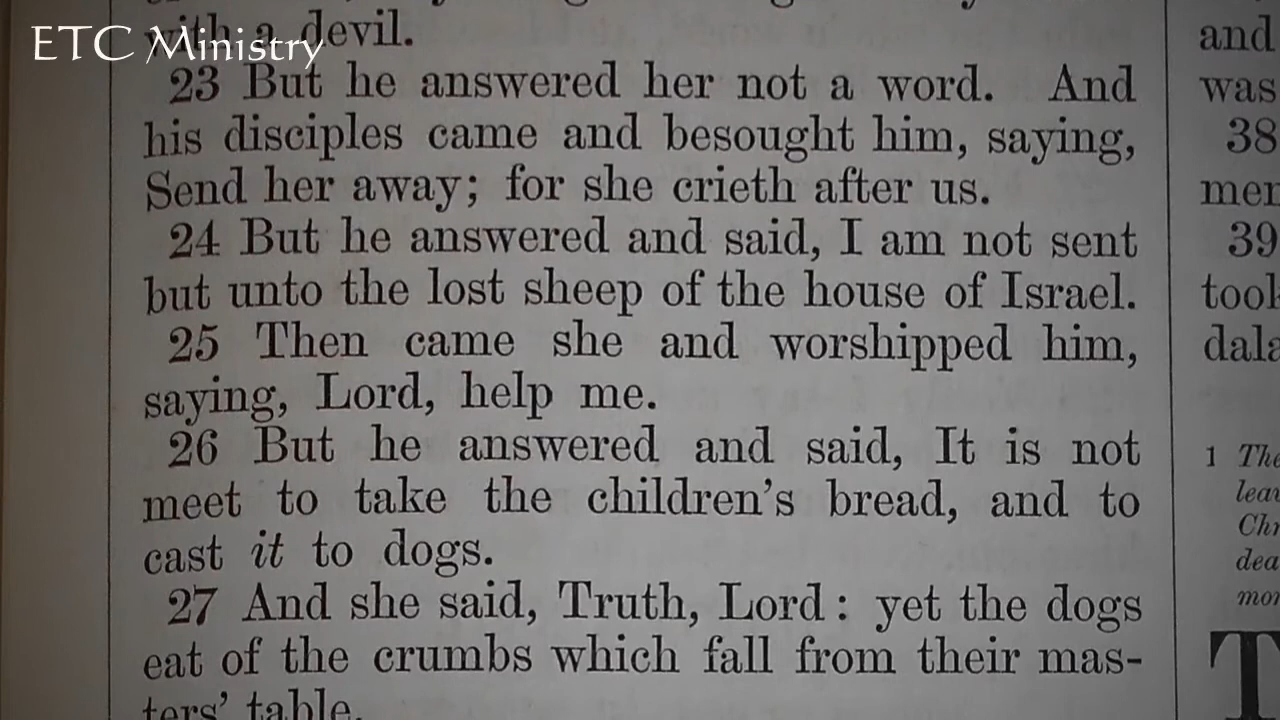 ETC Ministry
with a devil.
23 But he answered her not a word. And
his disciples came and besought him, saying,
Send her away; for she crieth after us.
24 But he answered and said, I am not sent
but unto the lost sheep of the house of Israel.
25 Then came she and worshipped him,
saying, Lord, help me.
26 But he answered and said, It is not
meet to take the children's bread, and to
cast it to dogs.
27 And she said, Truth, Lord: yet the dogs
eat of the crumbs which fall from their mas-
ters' table.
and
was
38
39
1 The